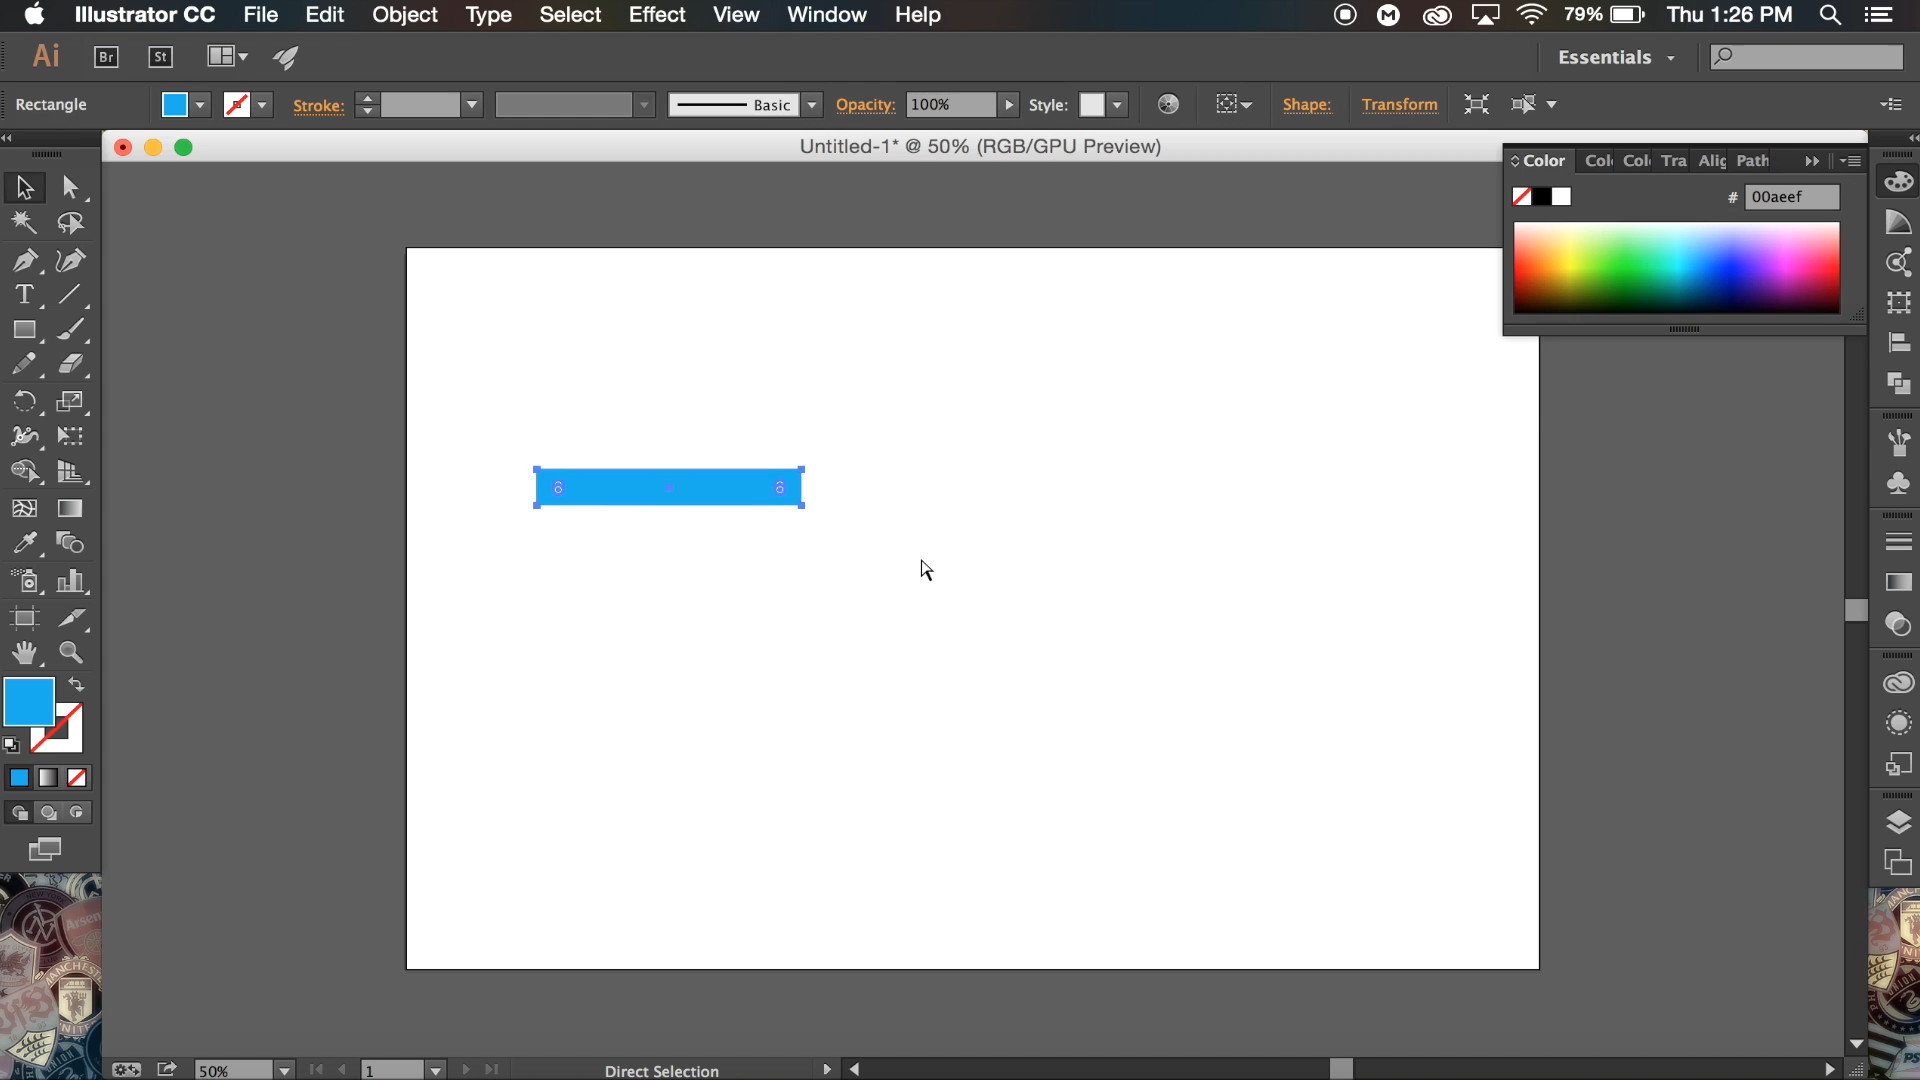 Illustrator CC File Edit Object Type Select Effect View Window Help 79% Thu 1:26 PM
Ai Br St Essentials
Rectangle Stroke: Basic Opacity: 100% Style: Shape: Transform
Untitled-1* @ 50% (RGB/GPU Preview)
Color Col Col Tra Alig Path
# 00aeef
T
50% 1 Direct Selection